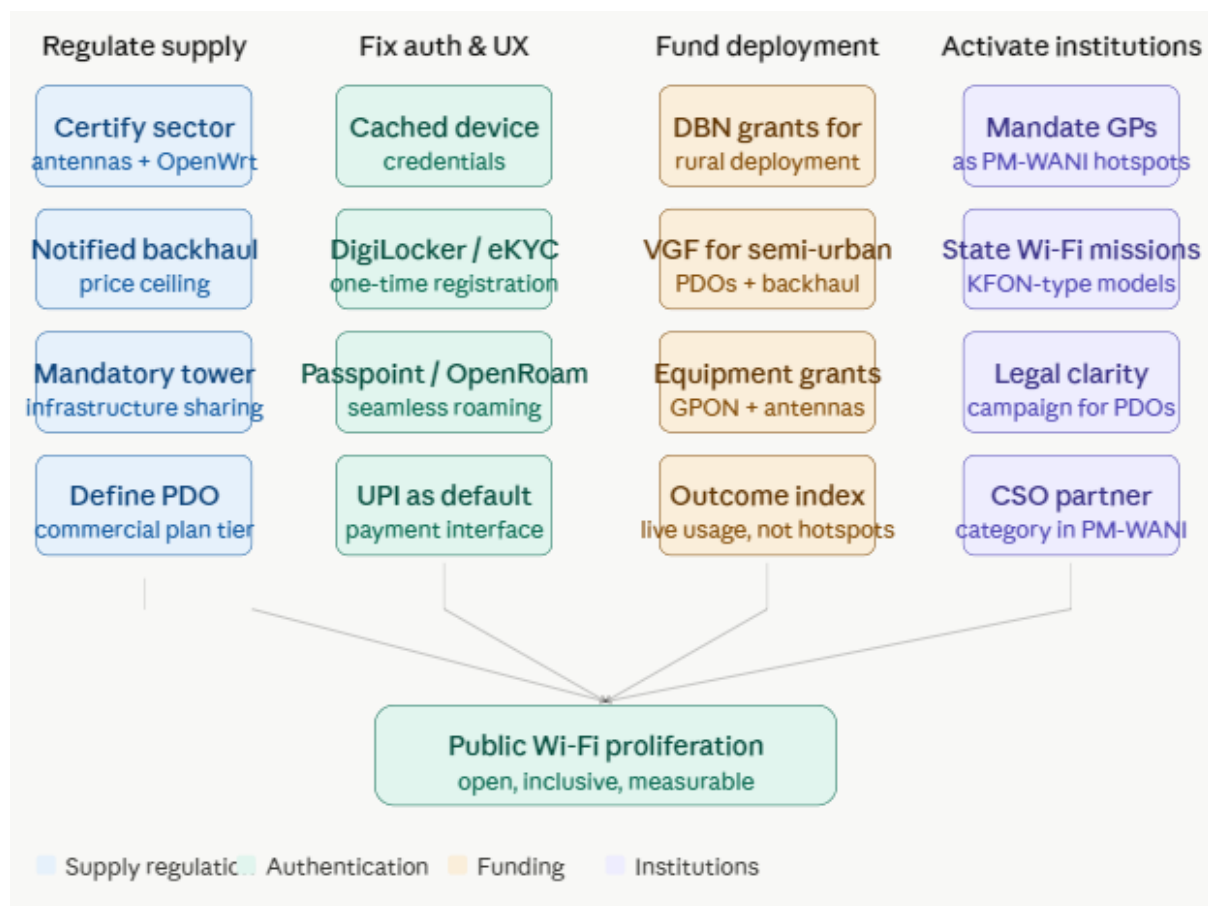 Regulate supply
Fix auth & UX
Fund deployment
Activate institutions
Certify sector
antennas + OpenWrt
Cached device
credentials
DBN grants for
rural deployment
Mandate GPs
as PM-WANI hotspots
Notified backhaul
price ceiling
DigiLocker / eKYC
one-time registration
VGF for semi-urban
PDOs + backhaul
State Wi-Fi missions
KFON-type models
Mandatory tower
infrastructure sharing
Passpoint / OpenRoam
seamless roaming
Equipment grants
GPON + antennas
Legal clarity
campaign for PDOs
Define PDO
commercial plan tier
UPI as default
payment interface
Outcome index
live usage, not hotspots
CSO partner
category in PM-WANI
Public Wi-Fi proliferation
open, inclusive, measurable
Supply regulatio
Authentication
Funding
Institutions